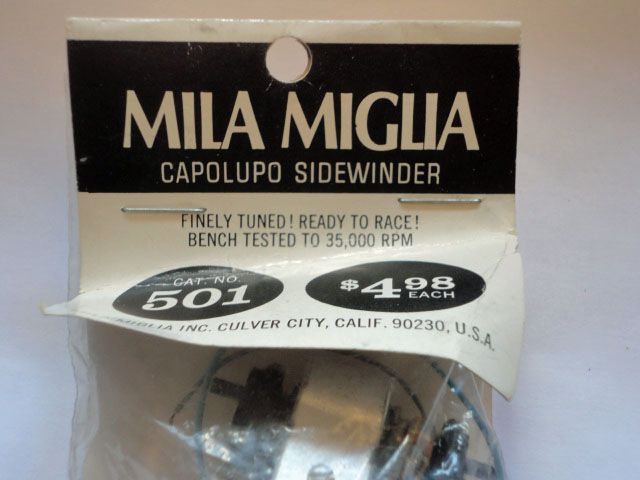 MILA MIGLIA
CAPOLUPO SIDEWINDER
FINELY TUNED! READY TO RACE!
BENCH TESTED TO 35,000 RPM
CAT. NO.
501
$4.98
EACH
INC. CULVER CITY, CALIF. 90230, U.S.A.